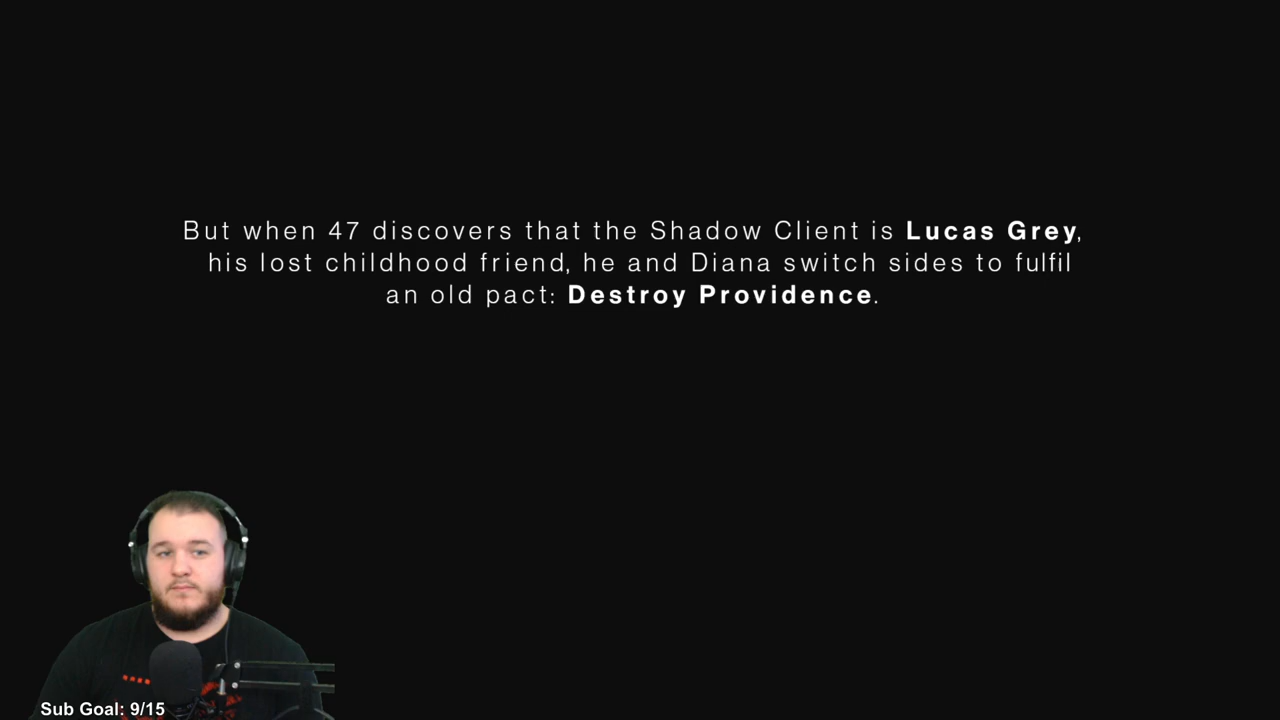 But when 47 discovers that the Shadow Client is Lucas Grey,
his lost childhood friend, he and Diana switch sides to fulfil
an old pact: Destroy Providence.
Sub Goal: 9/15